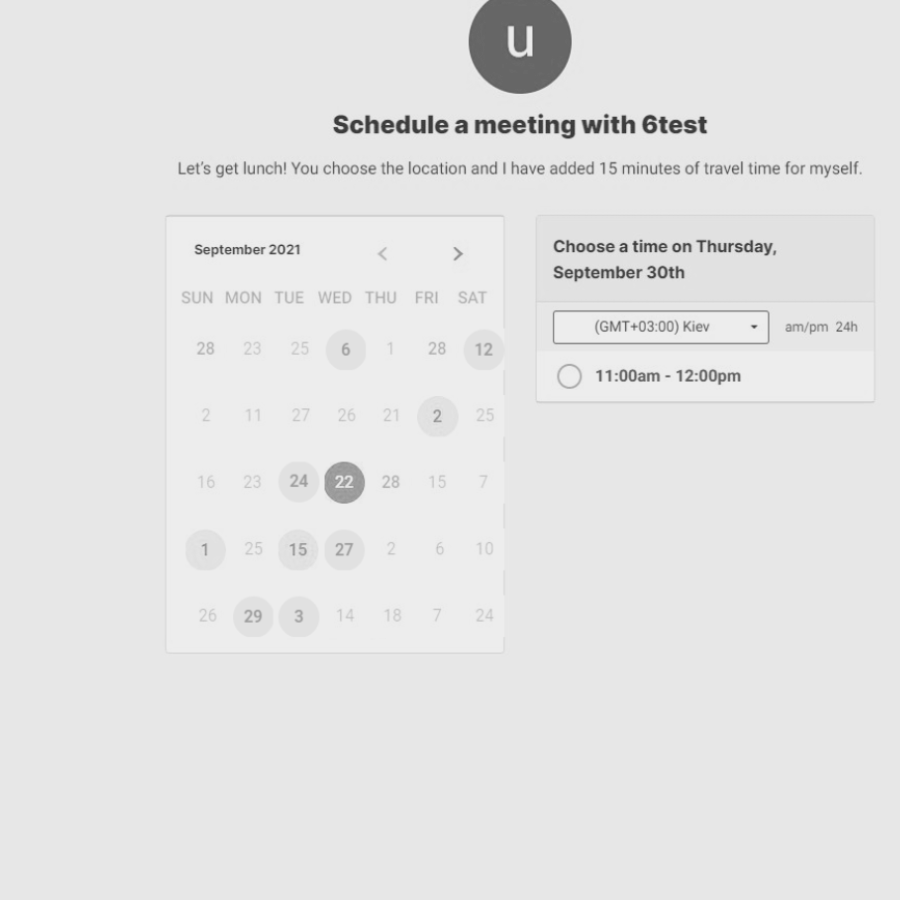 u
Schedule a meeting with 6test
Let's get lunch! You choose the location and I have added 15 minutes of travel time for myself.
September 2021
SUN MON TUE WED THU FRI SAT
28 23 25 6 1 28 12
2 11 27 26 21 2 25
16 23 24 22 28 15 7
1 25 15 27 2 6 10
26 29 3 14 18 7 24
Choose a time on Thursday,
September 30th
(GMT+03:00) Kiev am/pm 24h
11:00am - 12:00pm